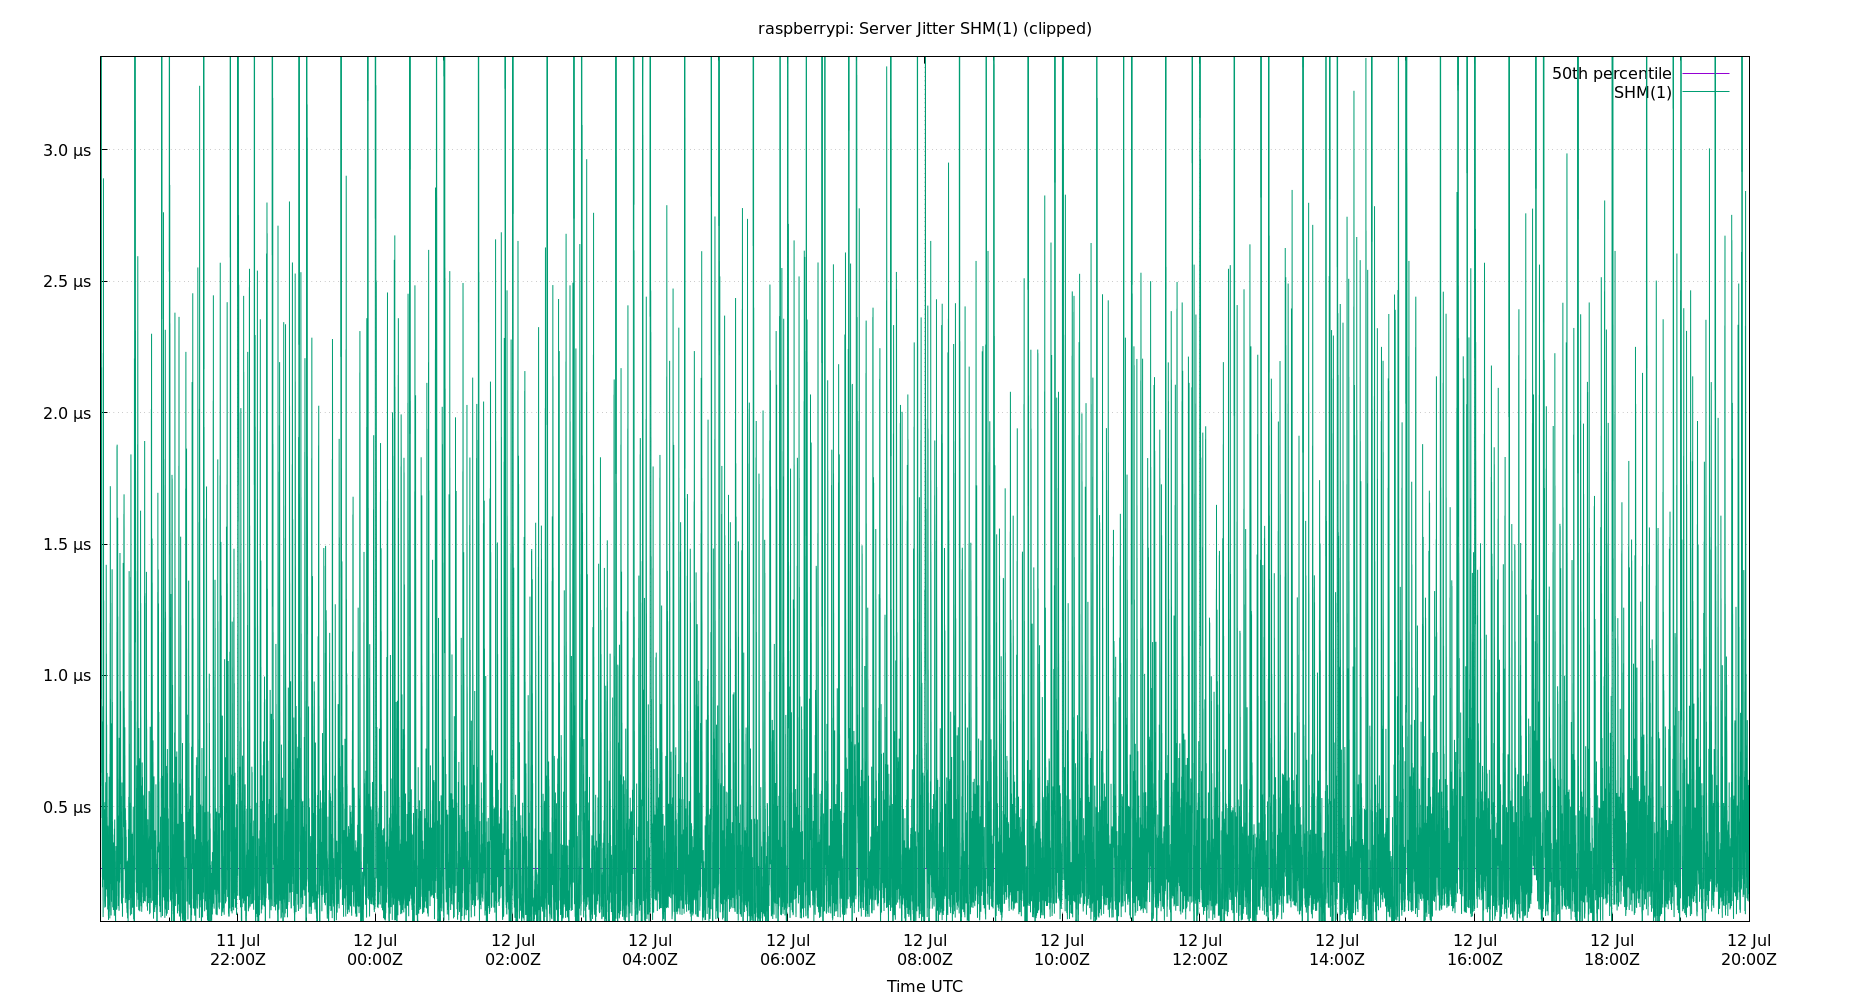 raspberrypi: Server Jitter SHM(1) (clipped)
50th percentile
SHM(1)
3.0 µs
2.5 µs
2.0 µs
1.5 µs
1.0 µs
0.5 µs
11 Jul 12 Jul 12 Jul 12 Jul 12 Jul 12 Jul 12 Jul 12 Jul 12 Jul 12 Jul 12 Jul 12 Jul
22:00Z 00:00Z 02:00Z 04:00Z 06:00Z 08:00Z 10:00Z 12:00Z 14:00Z 16:00Z 18:00Z 20:00Z
Time UTC